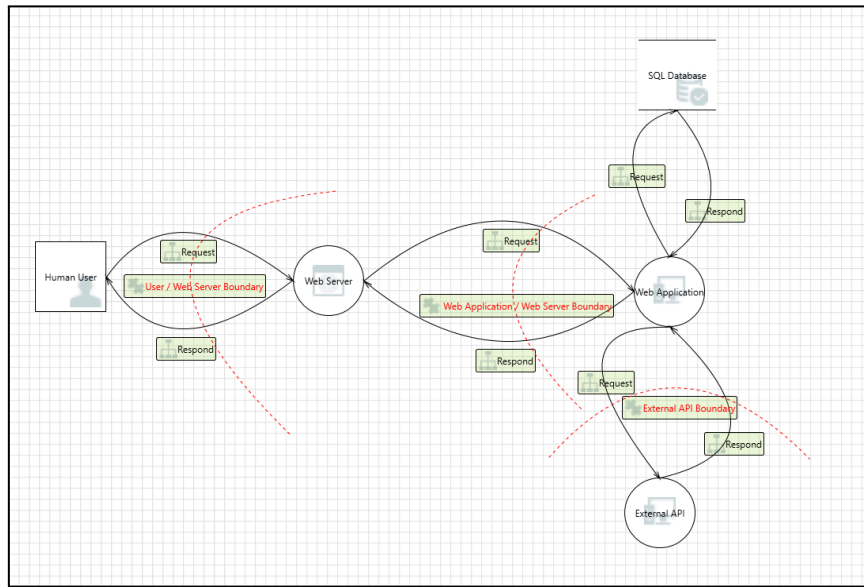 SQL Database
Request
Respond
Request
Request
Human User
Web Server
User / Web Server Boundary
Web Application
Web Application / Web Server Boundary
Respond
Respond
Request
External API Boundary
Respond
External API